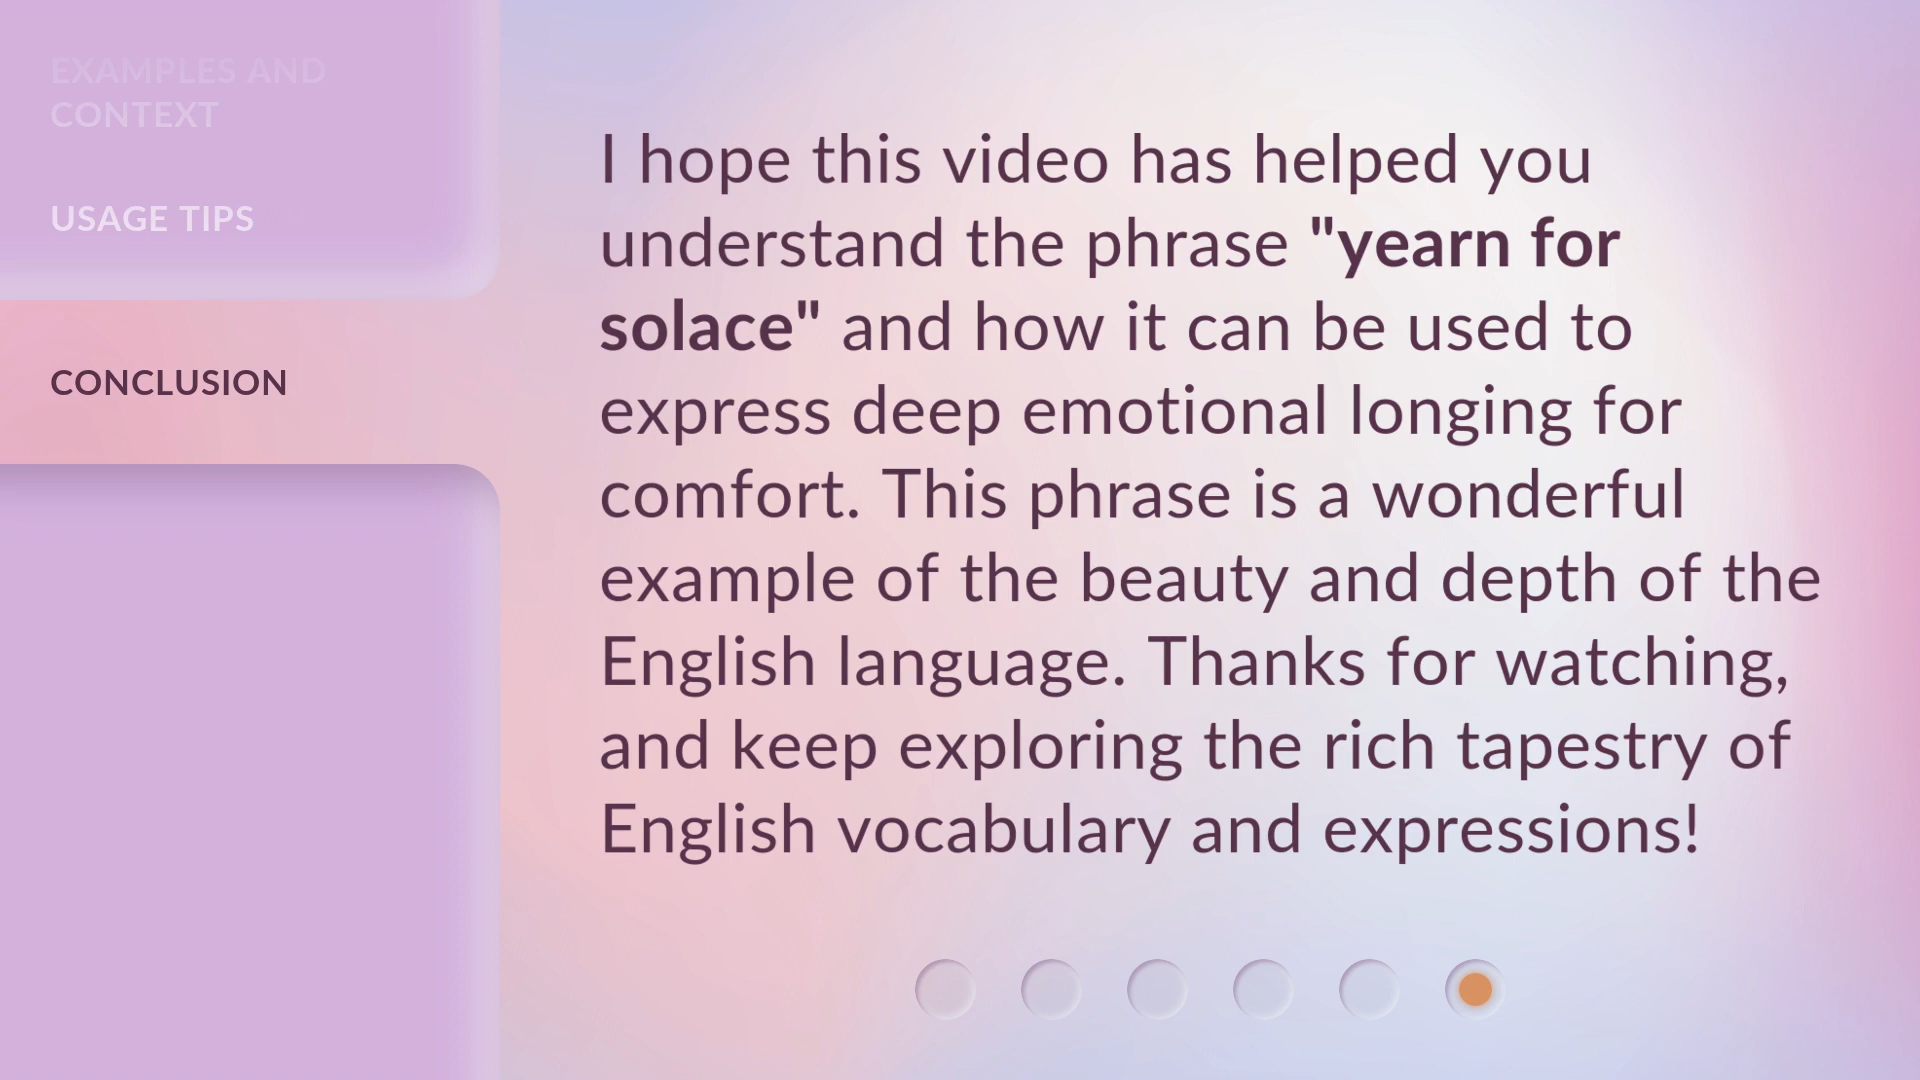 EXAMPLES AND
CONTEXT
USAGE TIPS
CONCLUSION
I hope this video has helped you
understand the phrase "yearn for
solace" and how it can be used to
express deep emotional longing for
comfort. This phrase is a wonderful
example of the beauty and depth of the
English language. Thanks for watching,
and keep exploring the rich tapestry of
English vocabulary and expressions!